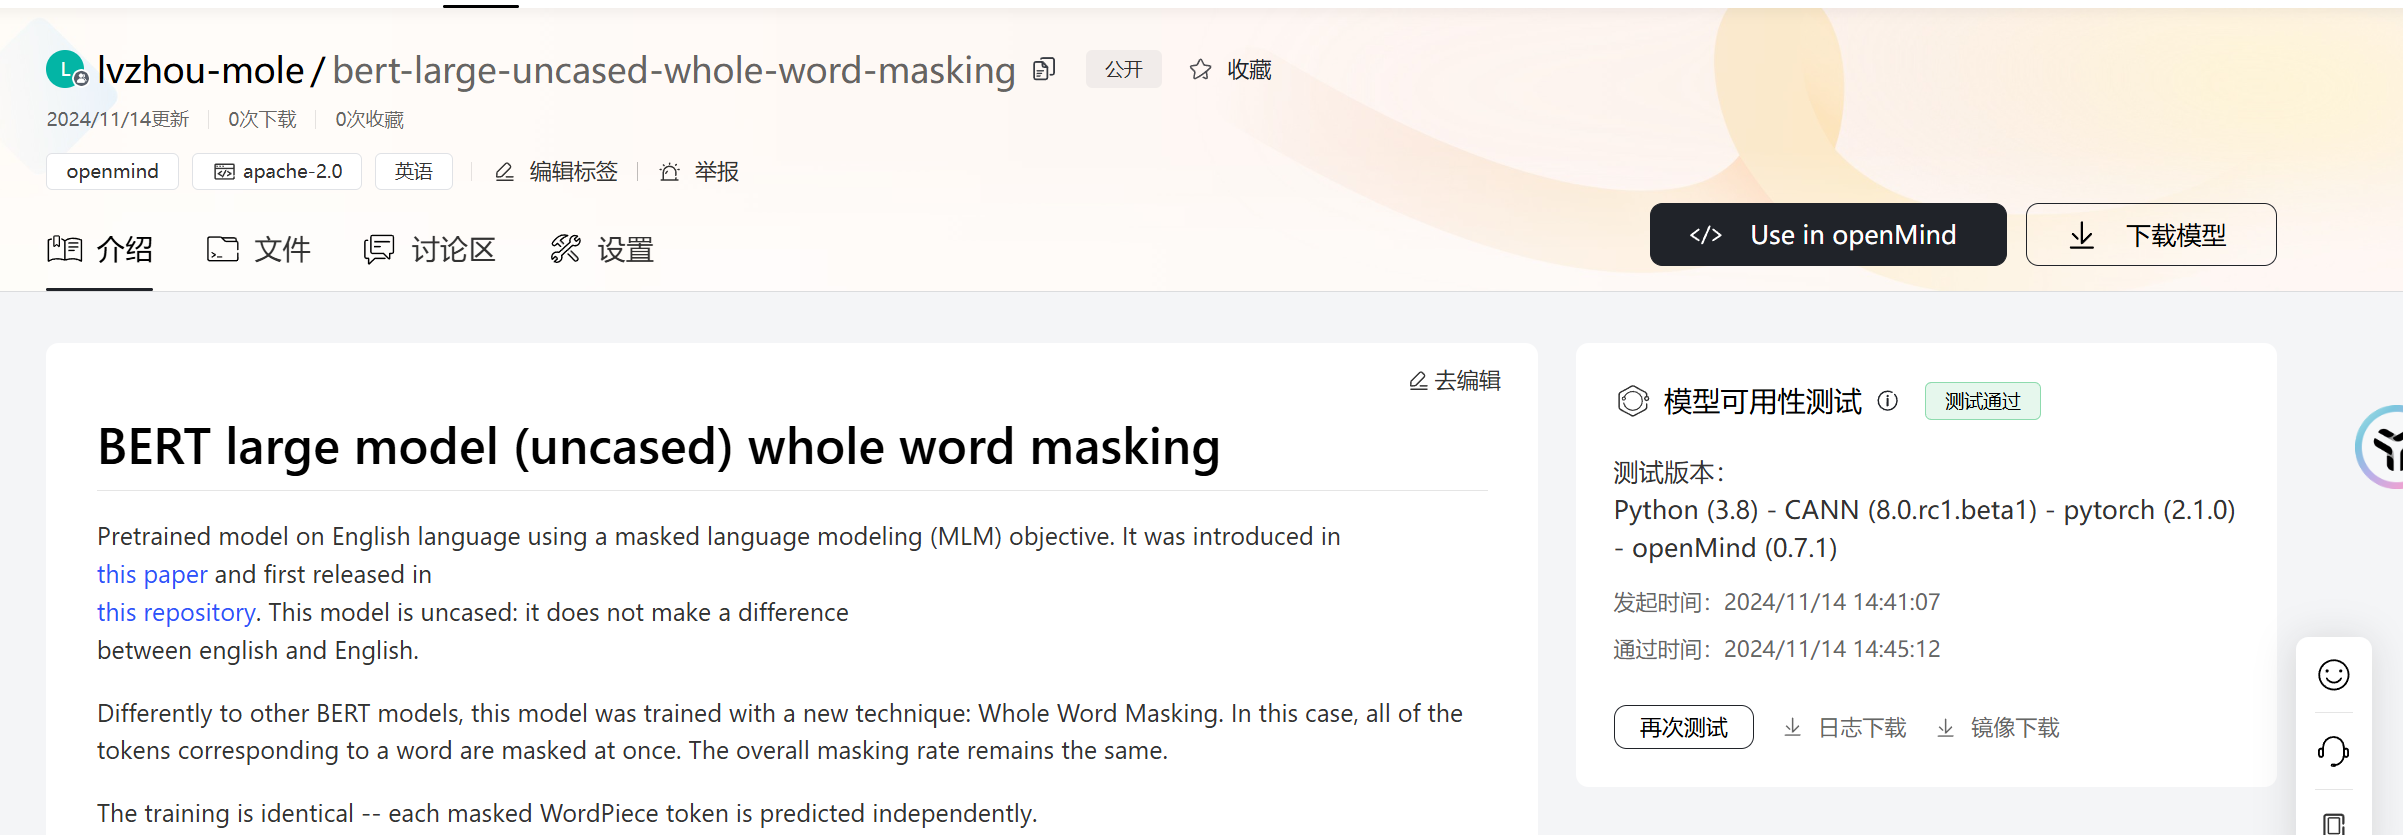 L lvzhou-mole / bert-large-uncased-whole-word-masking 公开 收藏
2024/11/14更新 0次下载 0次收藏
openmind apache-2.0 英语 编辑标签 举报
介绍 文件 讨论区 设置 </> Use in openMind 下载模型
去编辑
BERT large model (uncased) whole word masking
Pretrained model on English language using a masked language modeling (MLM) objective. It was introduced in
this paper and first released in
this repository. This model is uncased: it does not make a difference
between english and English.
Differently to other BERT models, this model was trained with a new technique: Whole Word Masking. In this case, all of the
tokens corresponding to a word are masked at once. The overall masking rate remains the same.
The training is identical -- each masked WordPiece token is predicted independently.
模型可用性测试 测试通过
测试版本：
Python (3.8) - CANN (8.0.rc1.beta1) - pytorch (2.1.0)
- openMind (0.7.1)
发起时间：2024/11/14 14:41:07
通过时间：2024/11/14 14:45:12
再次测试 日志下载 镜像下载